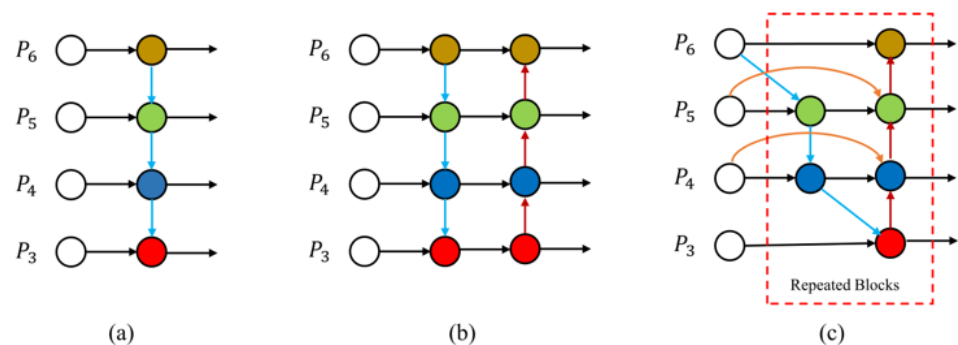 P₆ P₆ P₆
P₅ P₅ P₅
P₄ P₄ P₄
P₃ P₃ P₃
Repeated Blocks
(a) (b) (c)